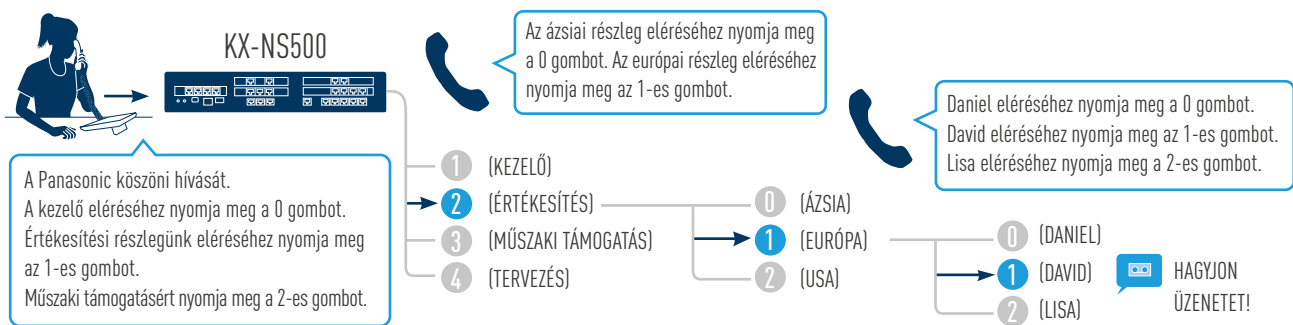 KX-NS500
Az ázsiai részleg eléréséhez nyomja meg
a 0 gombot. Az európai részleg eléréséhez
nyomja meg az 1-es gombot.
Daniel eléréséhez nyomja meg a 0 gombot.
David eléréséhez nyomja meg az 1-es gombot.
Lisa eléréséhez nyomja meg a 2-es gombot.
A Panasonic köszöni hívását.
A kezelő eléréséhez nyomja meg a 0 gombot.
Értékesítési részlegünk eléréséhez nyomja meg
az 1-es gombot.
Műszaki támogatásért nyomja meg a 2-es gombot.
1 (KEZELŐ)
2 (ÉRTÉKESÍTÉS)
3 (MŰSZAKI TÁMOGATÁS)
4 (TERVEZÉS)
0 (ÁZSIA)
1 (EURÓPA)
2 (USA)
0 (DANIEL)
1 (DAVID)
2 (LISA)
HAGYJON
ÜZENETET!